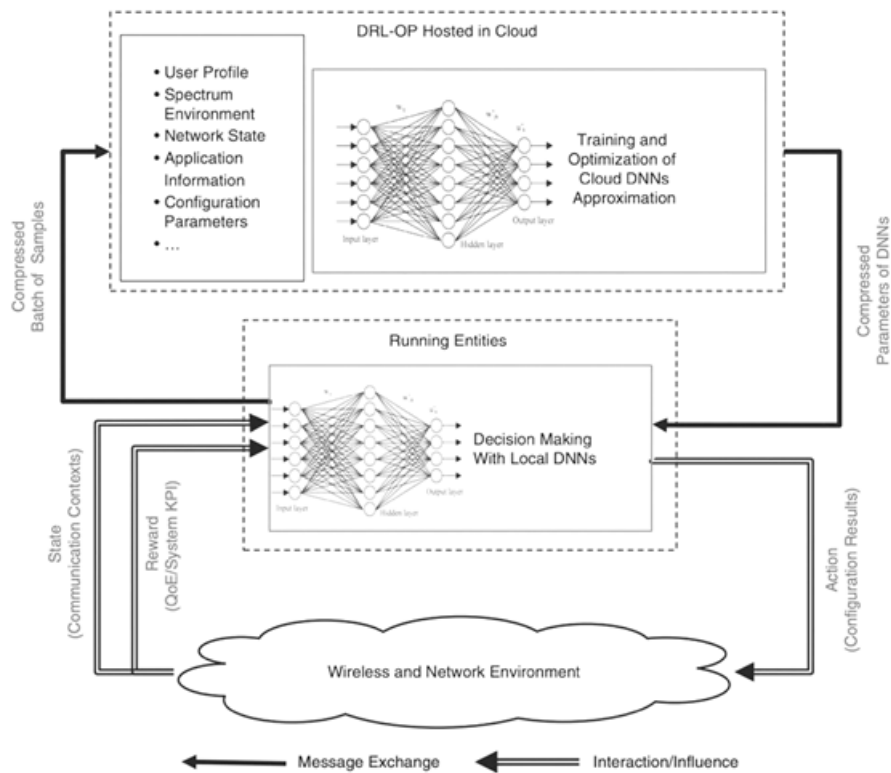 DRL-OP Hosted in Cloud
• User Profile
• Spectrum
Environment
• Network State
• Application
Information
• Configuration
Parameters
• ...
Input layer
Hidden layer
Output layer
Training and
Optimization of
Cloud DNNs
Approximation
Compressed
Batch of Samples
Compressed
Parameters of DNNs
Running Entities
Input layer
Hidden layer
Output layer
Decision Making
With Local DNNs
State
(Communication Contexts)
Reward
(QoE/System KPI)
Action
(Configuration Results)
Wireless and Network Environment
Message Exchange
Interaction/Influence